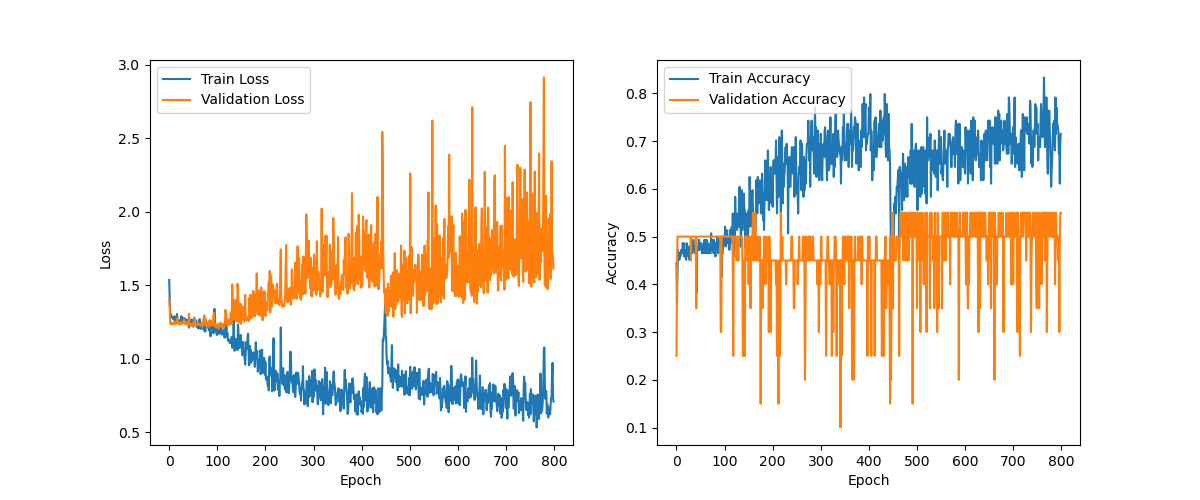 3.0
2.5
2.0
1.5
1.0
0.5
Loss
Train Loss
Validation Loss
0 100 200 300 400 500 600 700 800
Epoch
0.8
0.7
0.6
0.5
0.4
0.3
0.2
0.1
Accuracy
Train Accuracy
Validation Accuracy
0 100 200 300 400 500 600 700 800
Epoch